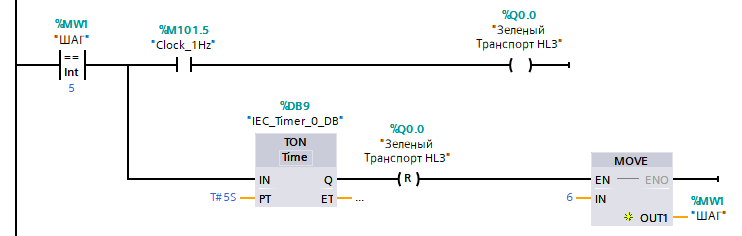 %MW1
"ШАГ"
==
Int
5
%M101.5
"Clock_1Hz"
%Q0.0
"Зеленый
Транспорт HL3"
( )
%DB9
"IEC_Timer_0_DB"
TON
Time
IN Q
T#5S PT ET ...
%Q0.0
"Зеленый
Транспорт HL3"
(R)
MOVE
EN ENO
6 IN
OUT1
%MW1
"ШАГ"